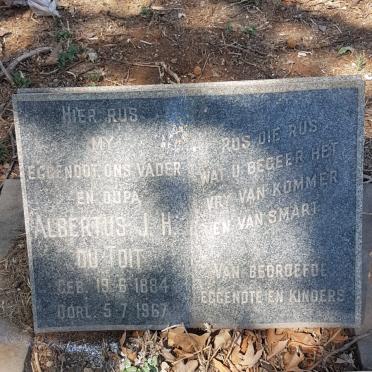 HIER RUS
MY
EGGENOOT ONS VADER
EN OUPA
ALBERTUS J. H.
DU TOIT
GEB. 19.6.1884
OORL. 5.7.1967
RUS DIE RUS
WAT U BEGEER HET
VRY VAN KOMMER
EN VAN SMART
VAN BEDROEFDE
EGGENOTE EN KINDERS